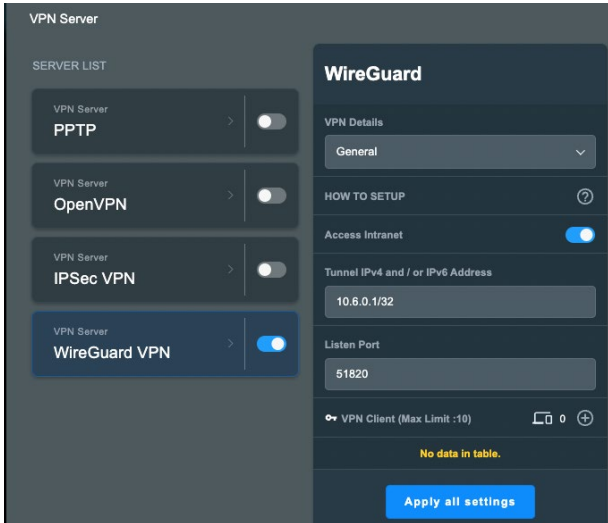 VPN Server
SERVER LIST
VPN Server
PPTP
VPN Server
OpenVPN
VPN Server
IPSec VPN
VPN Server
WireGuard VPN
WireGuard
VPN Details
General
HOW TO SETUP
Access Intranet
Tunnel IPv4 and / or IPv6 Address
10.6.0.1/32
Listen Port
51820
VPN Client (Max Limit :10) 0
No data in table.
Apply all settings